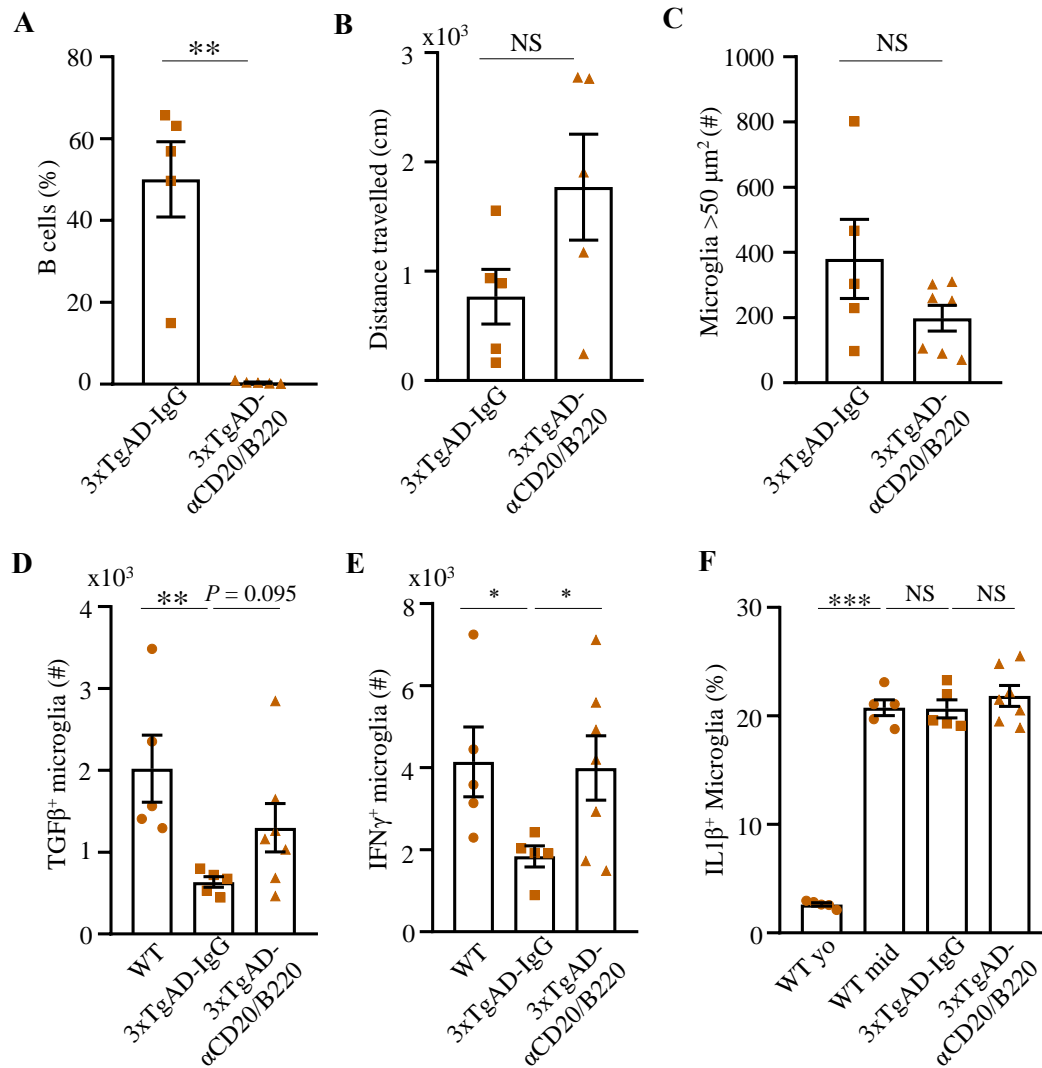 A
**
B cells (%)
80
60
40
20
0
3xTgAD-IgG
3xTgAD-
αCD20/B220
B
x10³
NS
Distance travelled (cm)
3
2
1
0
3xTgAD-IgG
3xTgAD-
αCD20/B220
C
NS
Microglia >50 μm² (#)
1000
800
600
400
200
0
3xTgAD-IgG
3xTgAD-
αCD20/B220
D
x10³
**
P = 0.095
TGFβ⁺ microglia (#)
4
3
2
1
0
WT
3xTgAD-IgG
3xTgAD-
αCD20/B220
E
x10³
*
*
IFNγ⁺ microglia (#)
8
6
4
2
0
WT
3xTgAD-IgG
3xTgAD-
αCD20/B220
F
***
NS
NS
IL1β⁺ Microglia (%)
30
20
10
0
WT yo
WT mid
3xTgAD-IgG
3xTgAD-
αCD20/B220